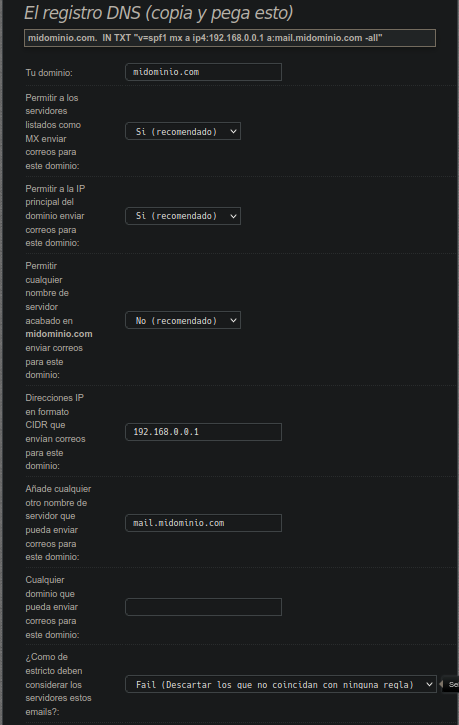 El registro DNS (copia y pega esto)
midominio.com. IN TXT "v=spf1 mx a ip4:192.168.0.0.1 a:mail.midominio.com -all"
Tu dominio:
midominio.com
Permitir a los
servidores
listados como
MX enviar
correos para
este dominio:
Si (recomendado)
Permitir a la IP
principal del
dominio enviar
correos para
este dominio:
Si (recomendado)
Permitir
cualquier
nombre de
servidor
acabado en
midominio.com
enviar correos
para este
dominio:
No (recomendado)
Direcciones IP
en formato
CIDR que
envían correos
para este
dominio:
192.168.0.0.1
Añade cualquier
otro nombre de
servidor que
pueda enviar
correos para
este dominio:
mail.midominio.com
Cualquier
dominio que
pueda enviar
correos para
este dominio:
¿Como de
estricto deben
considerar los
servidores estos
emails?:
Fail (Descartar los que no coincidan con ninguna regla)
Se